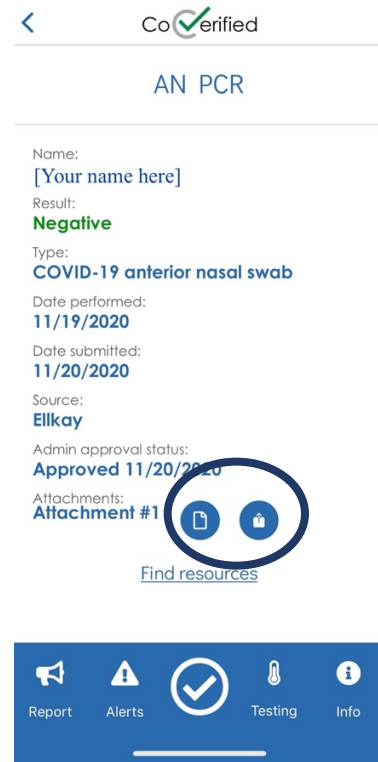 CoVerified
AN PCR
Name:
[Your name here]
Result:
Negative
Type:
COVID-19 anterior nasal swab
Date performed:
11/19/2020
Date submitted:
11/20/2020
Source:
Ellkay
Admin approval status:
Approved 11/20/2020
Attachments:
Attachment #1
Find resources
Report Alerts Testing Info